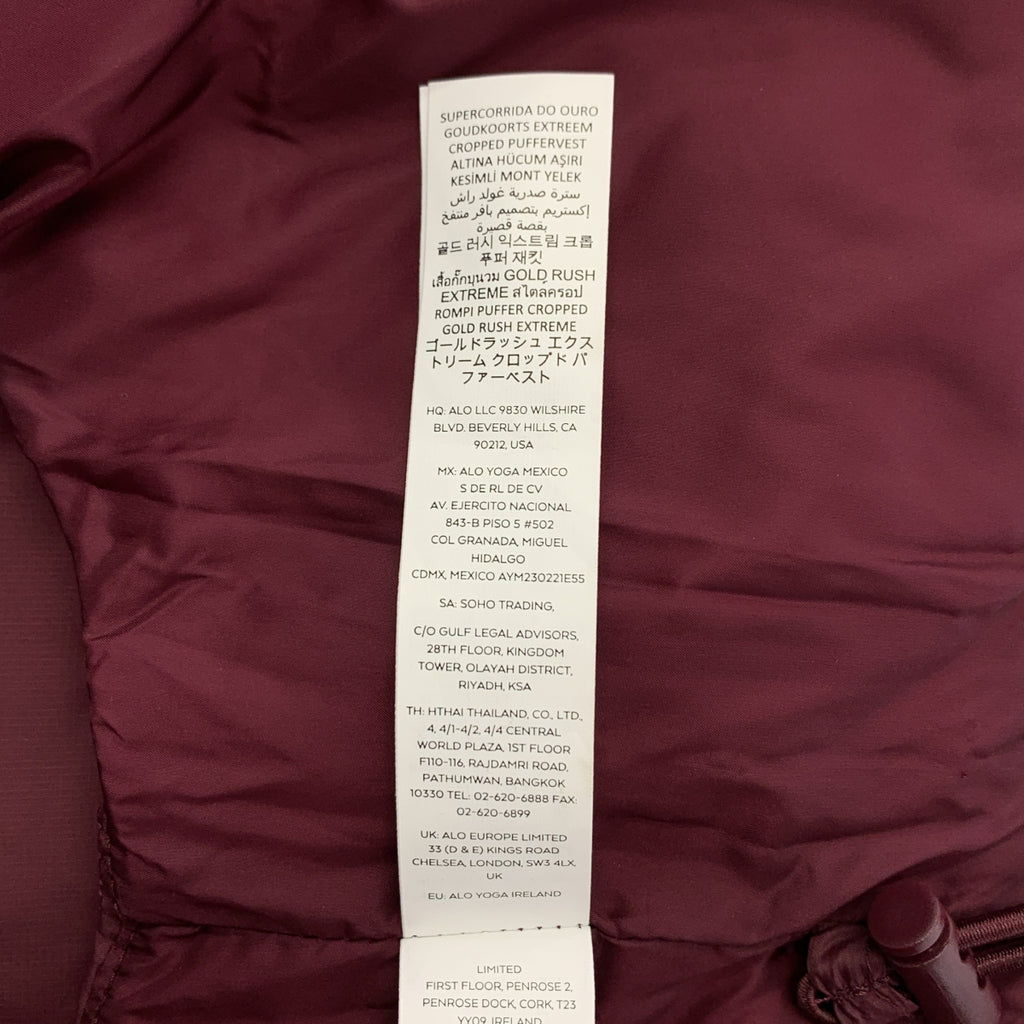 SUPERCORRIDA DO OURO
GOUDKOORTS EXTREEM
CROPPED PUFFERVEST
ALTINA HÜCUM AŞIRI
KESİMLİ MONT YELEK
سترة صدرية غولد راش
إكستريم بتصميم بافر منتفخ
بقصة قصيرة
골드 러시 익스트림 크롭
푸퍼 재킷
เสื้อกั๊กบุนวม GOLD RUSH
EXTREME สไตล์ครอป
ROMPI PUFFER CROPPED
GOLD RUSH EXTREME
ゴールドラッシュ エクス
トリーム クロップド パ
ファーベスト
HQ: ALO LLC 9830 WILSHIRE
BLVD. BEVERLY HILLS, CA
90212, USA
MX: ALO YOGA MEXICO
S DE RL DE CV
AV. EJERCITO NACIONAL
843-B PISO 5 #502
COL GRANADA, MIGUEL
HIDALGO
CDMX, MEXICO AYM230221E55
SA: SOHO TRADING,
C/O GULF LEGAL ADVISORS,
28TH FLOOR, KINGDOM
TOWER, OLAYAH DISTRICT,
RIYADH, KSA
TH: HTHAI THAILAND, CO., LTD.,
4, 4/1-4/2, 4/4 CENTRAL
WORLD PLAZA, 1ST FLOOR
F110-116, RAJDAMRI ROAD,
PATHUMWAN, BANGKOK
10330 TEL: 02-620-6888 FAX:
02-620-6899
UK: ALO EUROPE LIMITED
33 (D & E) KINGS ROAD
CHELSEA, LONDON, SW3 4LX,
UK
EU: ALO YOGA IRELAND
LIMITED
FIRST FLOOR, PENROSE 2,
PENROSE DOCK, CORK, T23
YY09, IRELAND